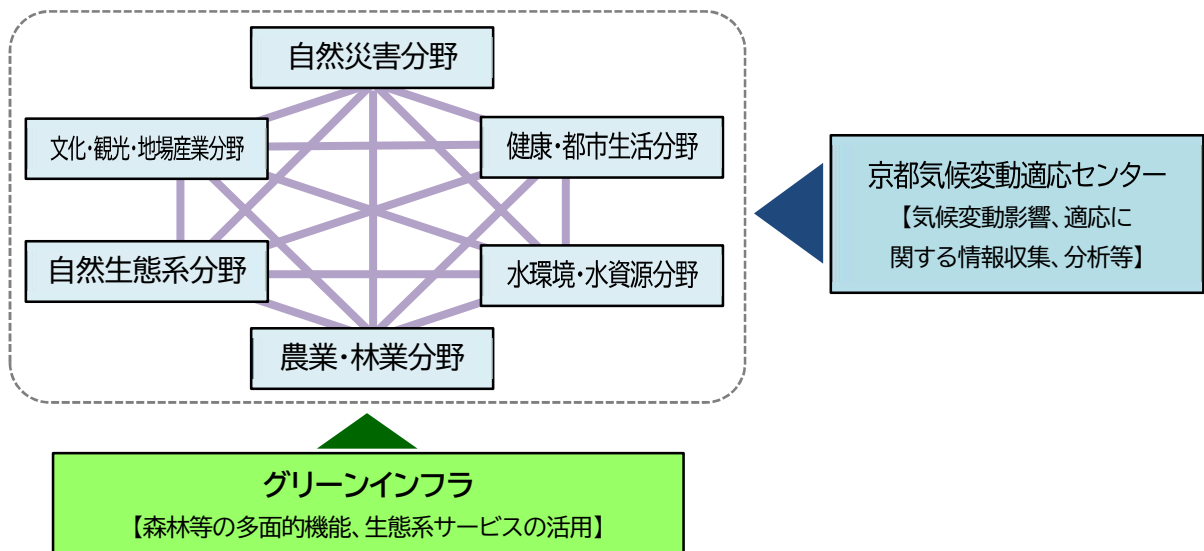 自然災害分野
文化・観光・地場産業分野
健康・都市生活分野
自然生態系分野
水環境・水資源分野
農業・林業分野
京都気候変動適応センター
【気候変動影響、適応に
関する情報収集、分析等】
グリーンインフラ
【森林等の多面的機能、生態系サービスの活用】